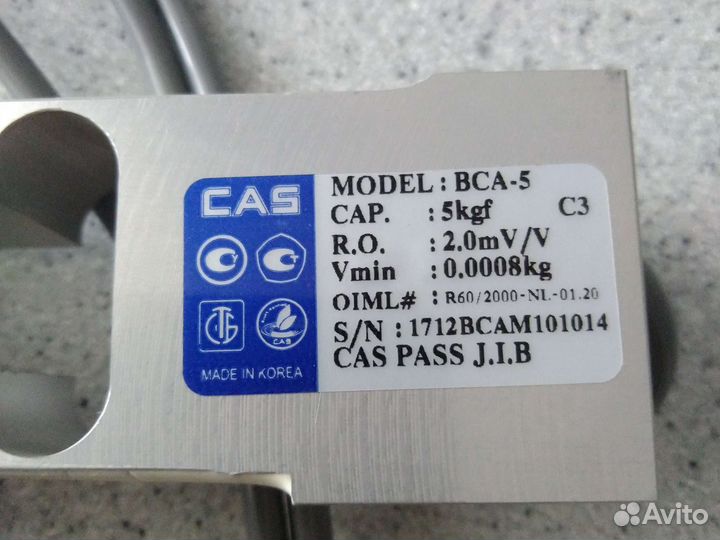 CAS
MADE IN KOREA
MODEL : BCA-5
CAP. : 5kgf C3
R.O. : 2.0mV/V
Vmin : 0.0008kg
OIML# : R60/2000-NL-01.20
S/N : 1712BCAM101014
CAS PASS J.I.B
CAS
Avito